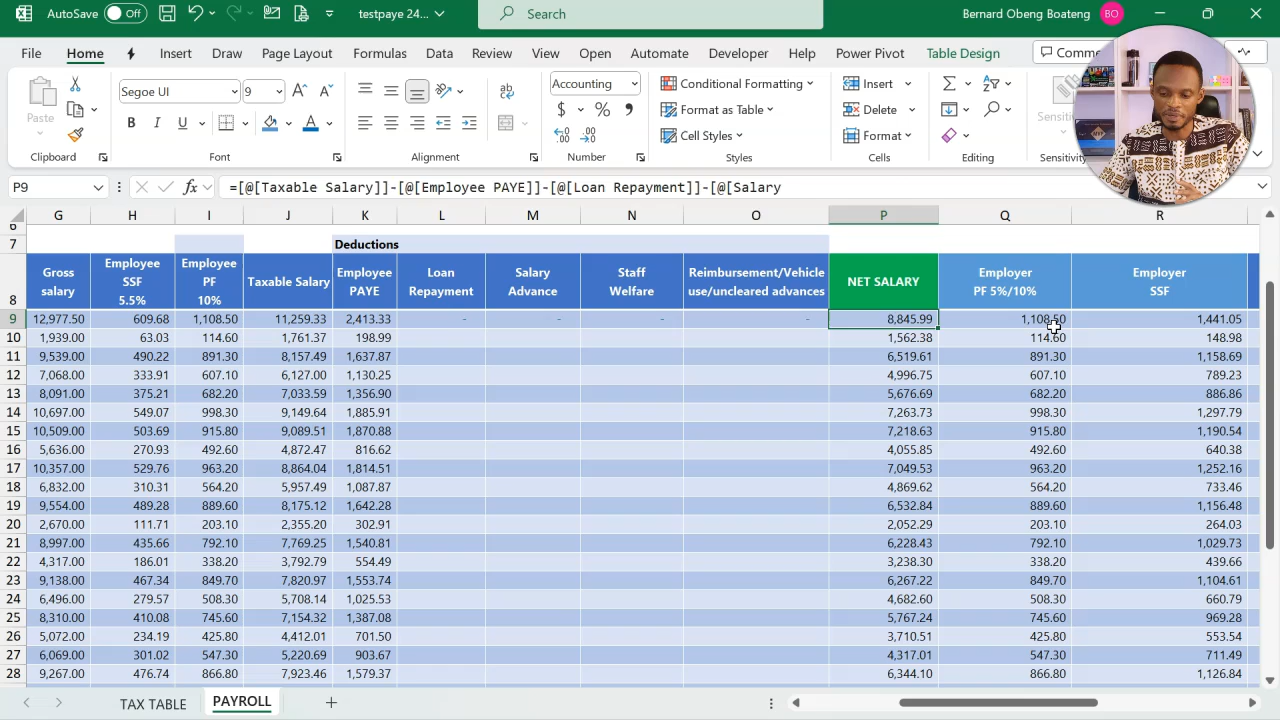 AutoSave Off testpaye 24... Search Bernard Obeng Boateng BO
File Home Insert Draw Page Layout Formulas Data Review View Open Automate Developer Help Power Pivot Table Design
Paste Segoe UI 9 Accounting Conditional Formatting Insert
B I U $ % Format as Table Delete
Cell Styles Format
Clipboard Font Alignment Number Styles Cells Editing
P9 fx =[@[Taxable Salary]]-[@[Employee PAYE]]-[@[Loan Repayment]]-[@[Salary
G H I J K L M N O P Q R
6
7 Deductions
8 Gross salary Employee SSF 5.5% Employee PF 10% Taxable Salary Employee PAYE Loan Repayment Salary Advance Staff Welfare Reimbursement/Vehicle use/uncleared advances NET SALARY Employer PF 5%/10% Employer SSF
9 12,977.50 609.68 1,108.50 11,259.33 2,413.33 - - - - 8,845.99 1,108.50 1,441.05
10 1,939.00 63.03 114.60 1,761.37 198.99 1,562.38 114.60 148.98
11 9,539.00 490.22 891.30 8,157.49 1,637.87 6,519.61 891.30 1,158.69
12 7,068.00 333.91 607.10 6,127.00 1,130.25 4,996.75 607.10 789.23
13 8,091.00 375.21 682.20 7,033.59 1,356.90 5,676.69 682.20 886.86
14 10,697.00 549.07 998.30 9,149.64 1,885.91 7,263.73 998.30 1,297.79
15 10,509.00 503.69 915.80 9,089.51 1,870.88 7,218.63 915.80 1,190.54
16 5,636.00 270.93 492.60 4,872.47 816.62 4,055.85 492.60 640.38
17 10,357.00 529.76 963.20 8,864.04 1,814.51 7,049.53 963.20 1,252.16
18 6,832.00 310.31 564.20 5,957.49 1,087.87 4,869.62 564.20 733.46
19 9,554.00 489.28 889.60 8,175.12 1,642.28 6,532.84 889.60 1,156.48
20 2,670.00 111.71 203.10 2,355.20 302.91 2,052.29 203.10 264.03
21 8,997.00 435.66 792.10 7,769.25 1,540.81 6,228.43 792.10 1,029.73
22 4,317.00 186.01 338.20 3,792.79 554.49 3,238.30 338.20 439.66
23 9,138.00 467.34 849.70 7,820.97 1,553.74 6,267.22 849.70 1,104.61
24 6,496.00 279.57 508.30 5,708.14 1,025.53 4,682.60 508.30 660.79
25 8,310.00 410.08 745.60 7,154.32 1,387.08 5,767.24 745.60 969.28
26 5,072.00 234.19 425.80 4,412.01 701.50 3,710.51 425.80 553.54
27 6,069.00 301.02 547.30 5,220.69 903.67 4,317.01 547.30 711.49
28 9,267.00 476.74 866.80 7,923.46 1,579.37 6,344.10 866.80 1,126.84
TAX TABLE PAYROLL